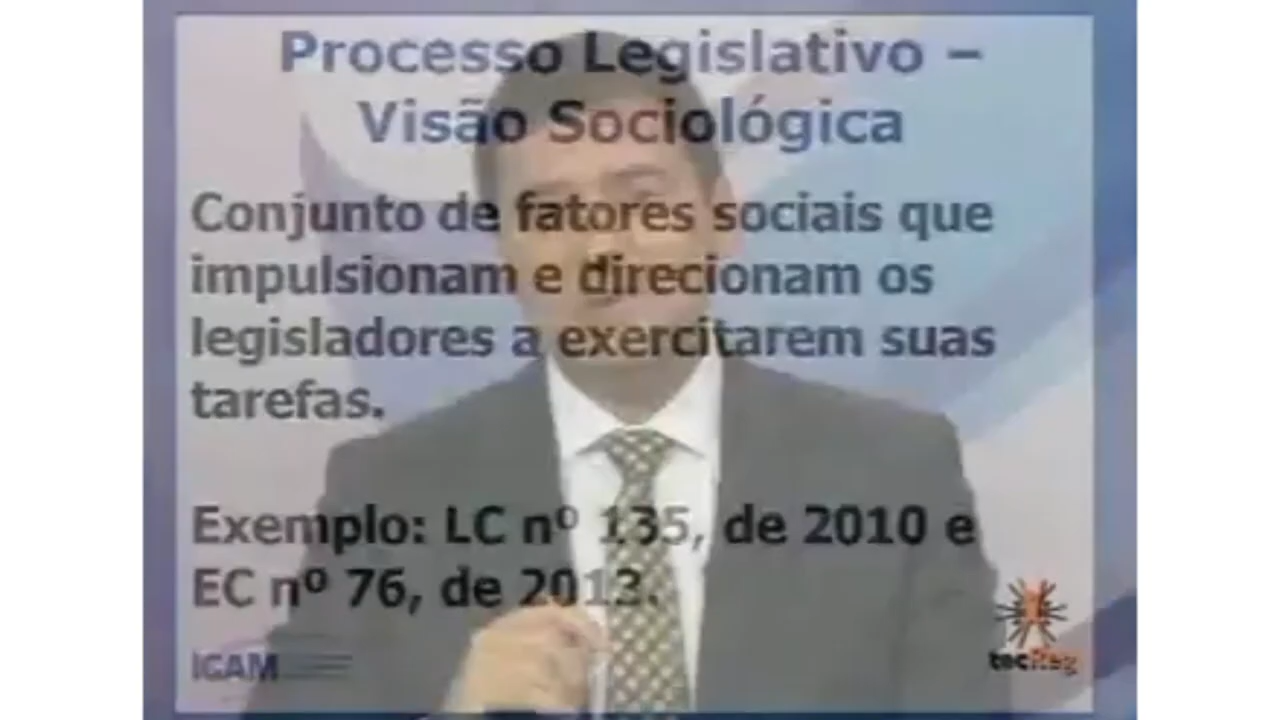 Processo Legislativo –
Visão Sociológica
Conjunto de fatores sociais que
impulsionam e direcionam os
legisladores a exercitarem suas
tarefas.
Exemplo: LC nº 135, de 2010 e
EC nº 76, de 2013.
IGAM
tecReg